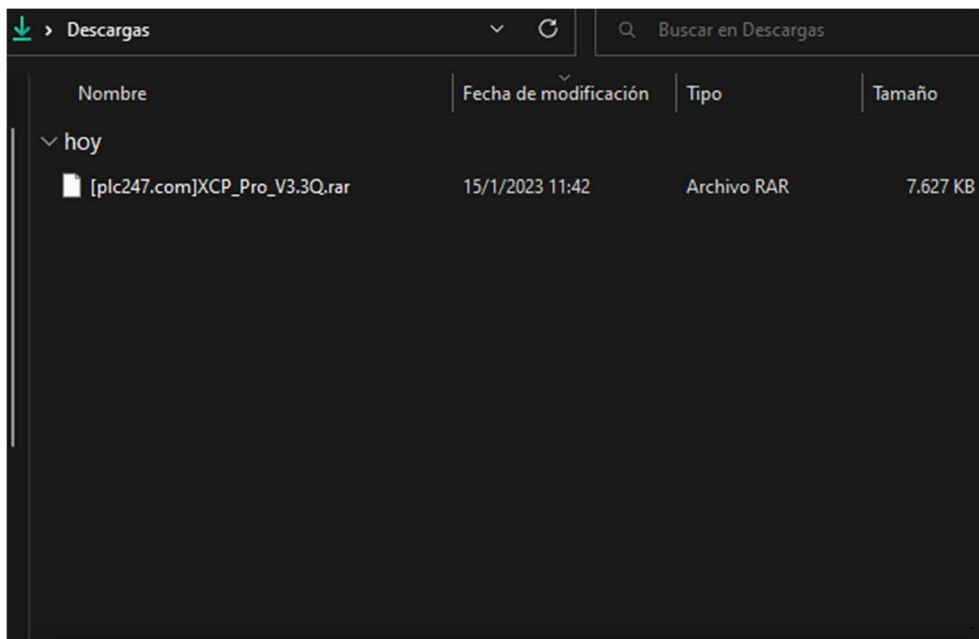 Descargas Buscar en Descargas
Nombre Fecha de modificación Tipo Tamaño
hoy
[plc247.com]XCP_Pro_V3.3Q.rar 15/1/2023 11:42 Archivo RAR 7.627 KB